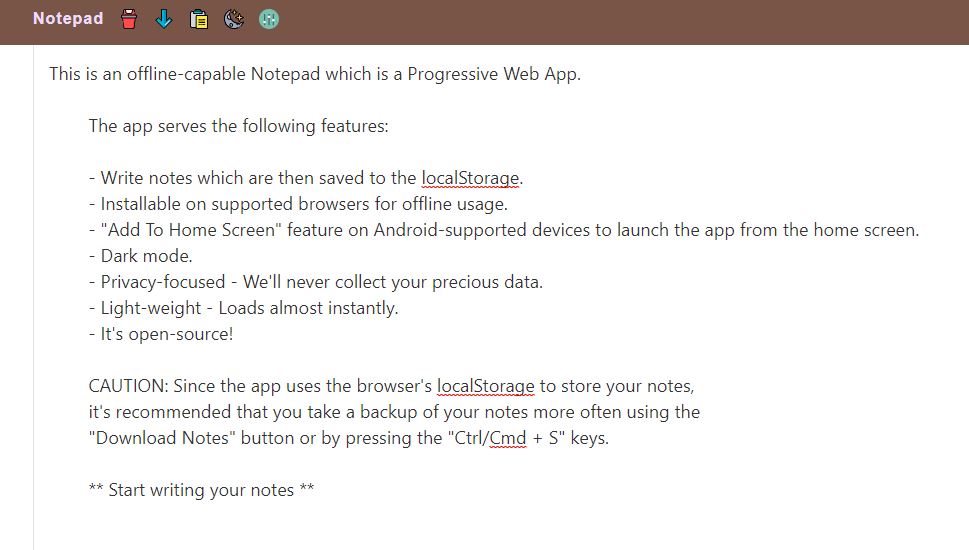 Notepad
This is an offline-capable Notepad which is a Progressive Web App.
The app serves the following features:
- Write notes which are then saved to the localStorage.
- Installable on supported browsers for offline usage.
- "Add To Home Screen" feature on Android-supported devices to launch the app from the home screen.
- Dark mode.
- Privacy-focused - We'll never collect your precious data.
- Light-weight - Loads almost instantly.
- It's open-source!
CAUTION: Since the app uses the browser's localStorage to store your notes,
it's recommended that you take a backup of your notes more often using the
"Download Notes" button or by pressing the "Ctrl/Cmd + S" keys.
** Start writing your notes **